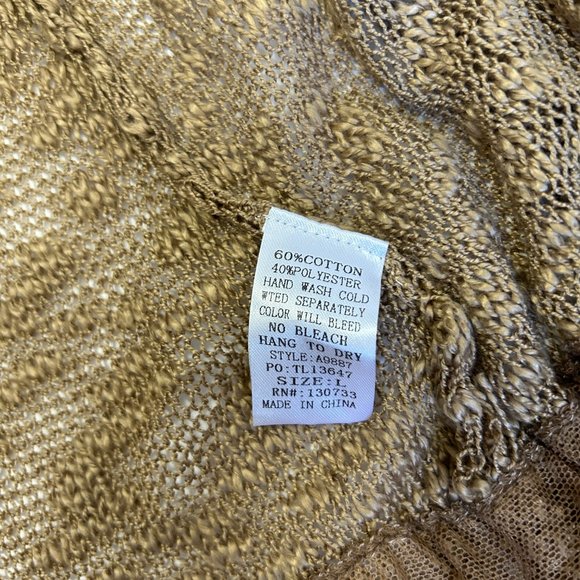 60%COTTON
40%POLYESTER
HAND WASH COLD
WTED SEPARATELY
COLOR WILL BLEED
NO BLEACH
HANG TO DRY
STYLE:A9887
PO:TL13647
SIZE:L
RN#:130733
MADE IN CHINA